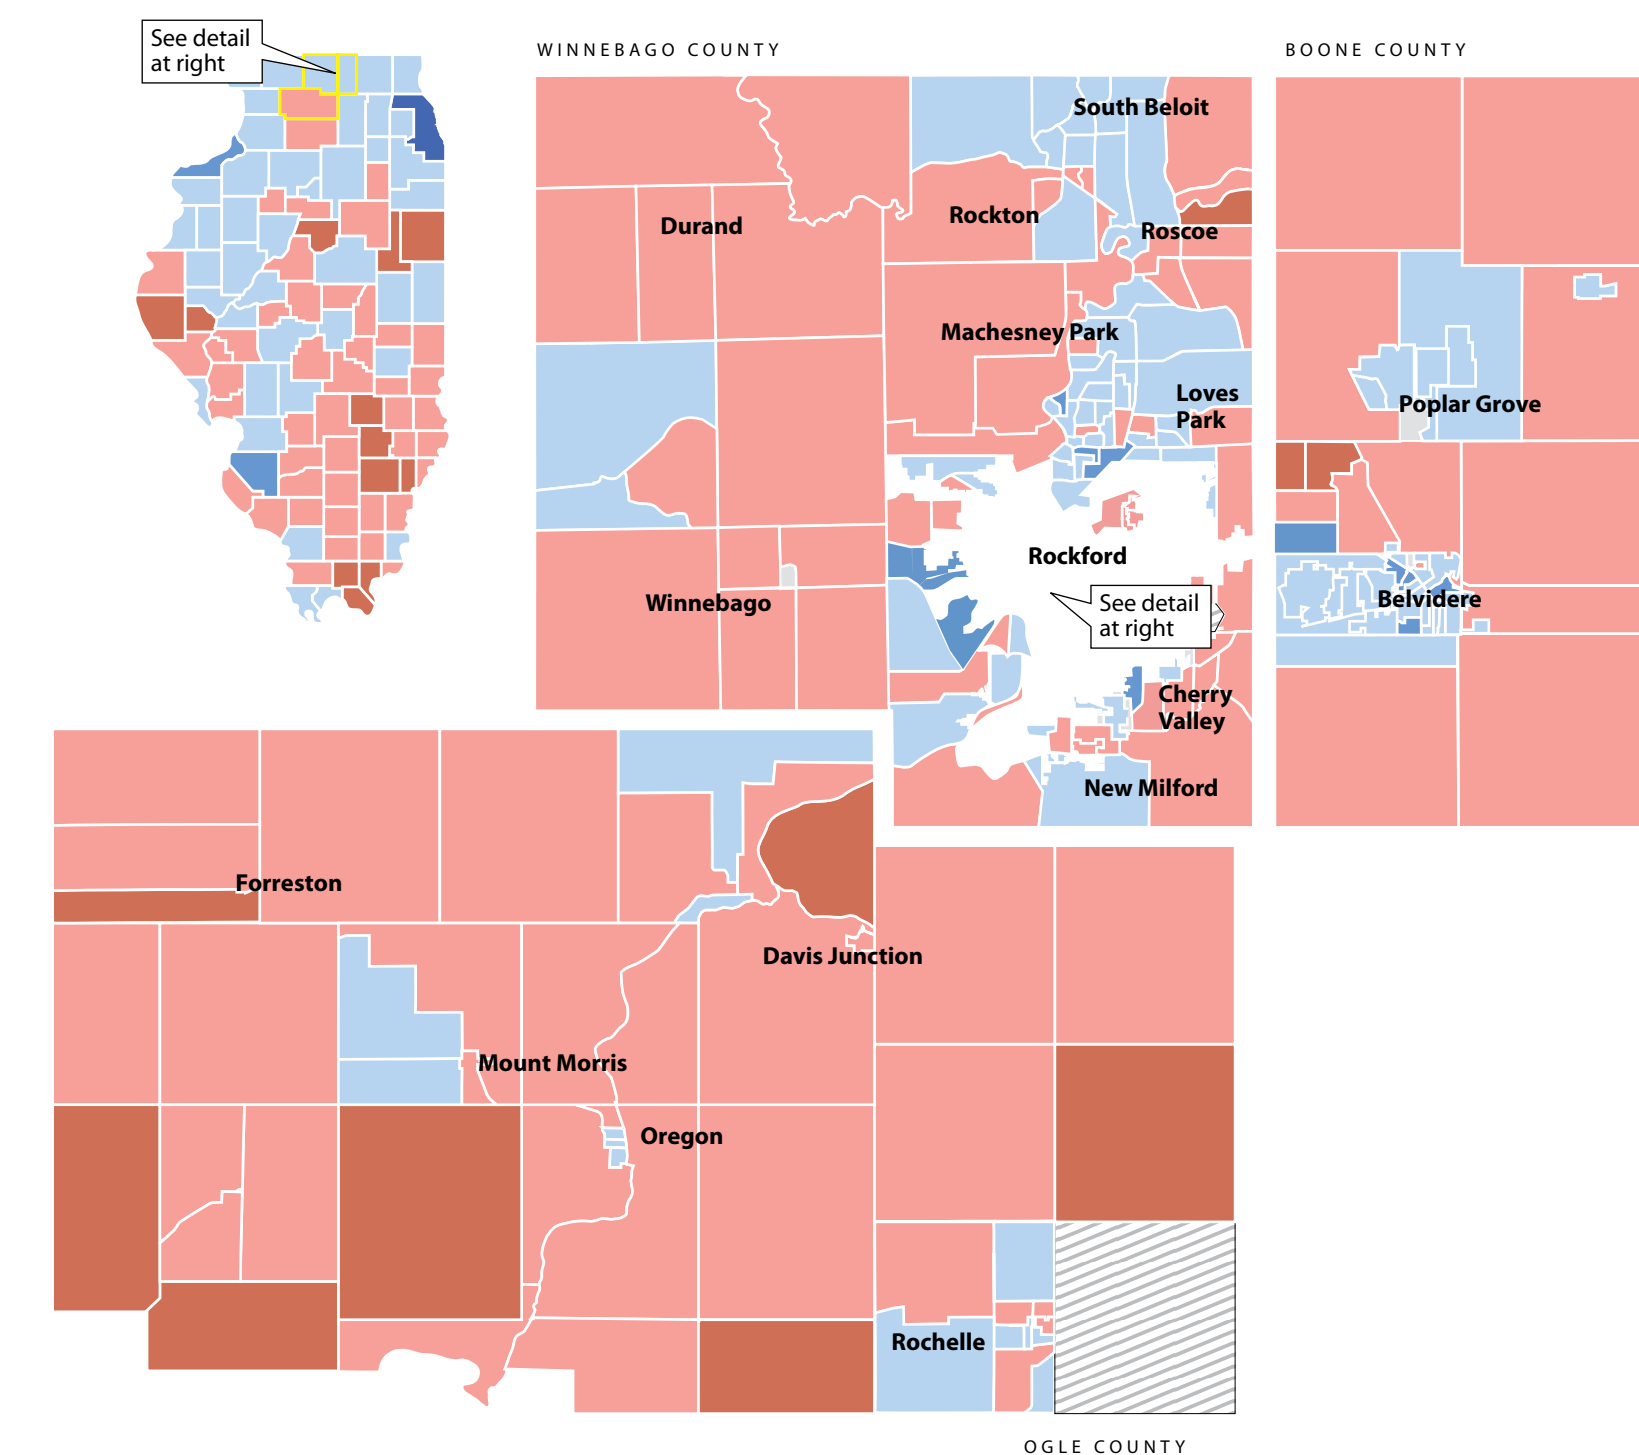 See detail
at right
WINNEBAGO COUNTY
BOONE COUNTY
South Beloit
Durand
Rockton
Roscoe
Machesney Park
Loves
Park
Poplar Grove
Rockford
Winnebago
See detail
at right
Belvidere
Cherry
Valley
New Milford
Forreston
Davis Junction
Mount Morris
Oregon
Rochelle
OGLE COUNTY